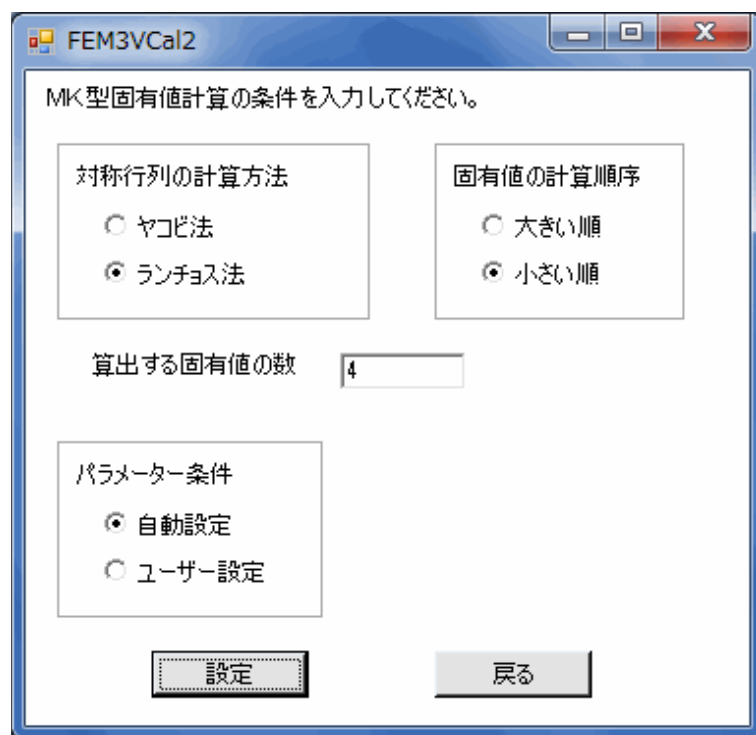 FEM3VCal2
MK型固有値計算の条件を入力してください。
対称行列の計算方法
ヤコビ法
ランチョス法
固有値の計算順序
大きい順
小さい順
算出する固有値の数
4
パラメーター条件
自動設定
ユーザー設定
設定
戻る